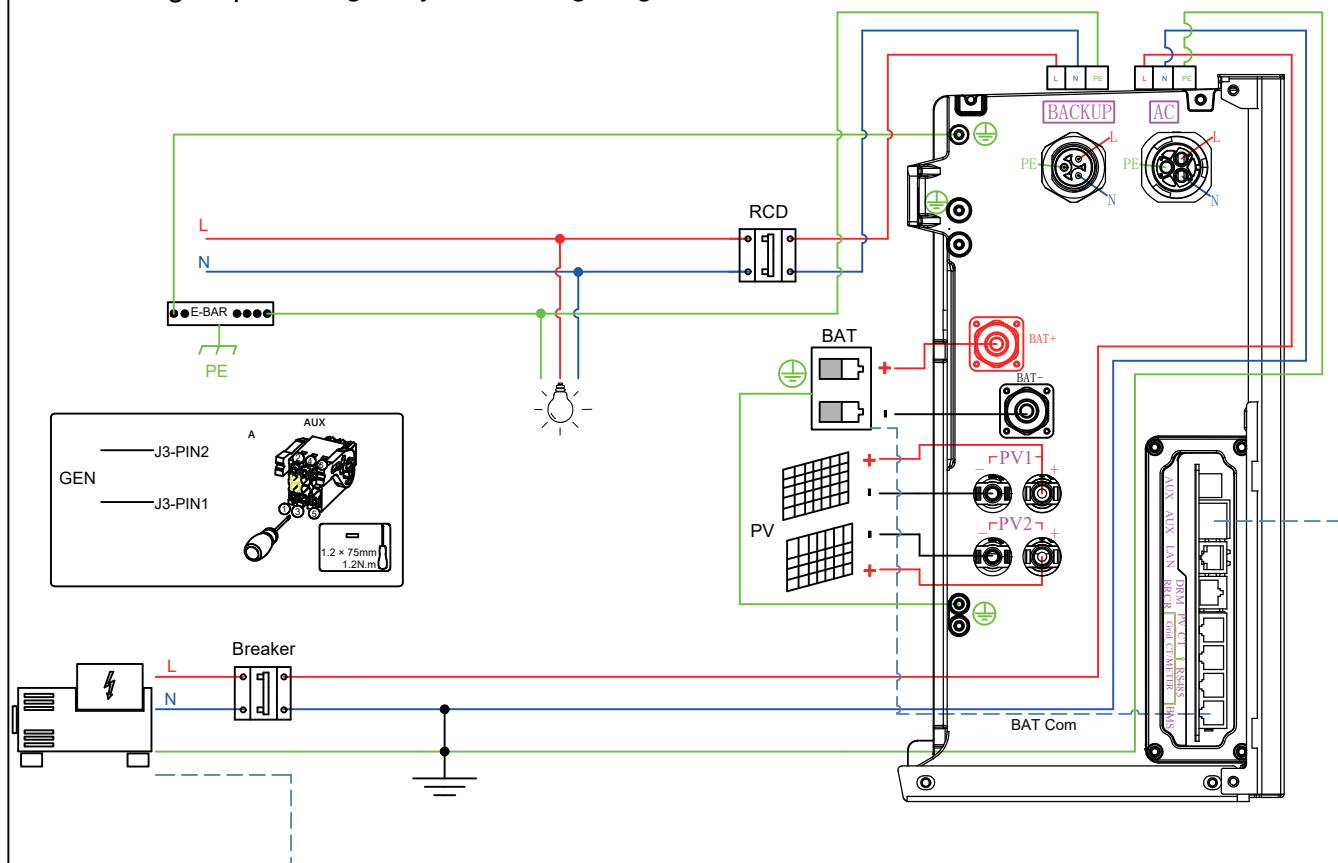 L N PE L N PE
BACKUP AC
L
PE
N
L
PE
N
RCD
L
N
E-BAR
PE
BAT
+
-
BAT+
BAT-
AUX
A
GEN
J3-PIN2
J3-PIN1
1 3 5
1.2 × 75mm
1.2N.m
PV
+
-
-
+
PV1
- +
PV2
- +
AUX AUX LAN DRM PV CT RS485
RRCR Grid CT/METER BMS
Breaker
L
N
BAT Com